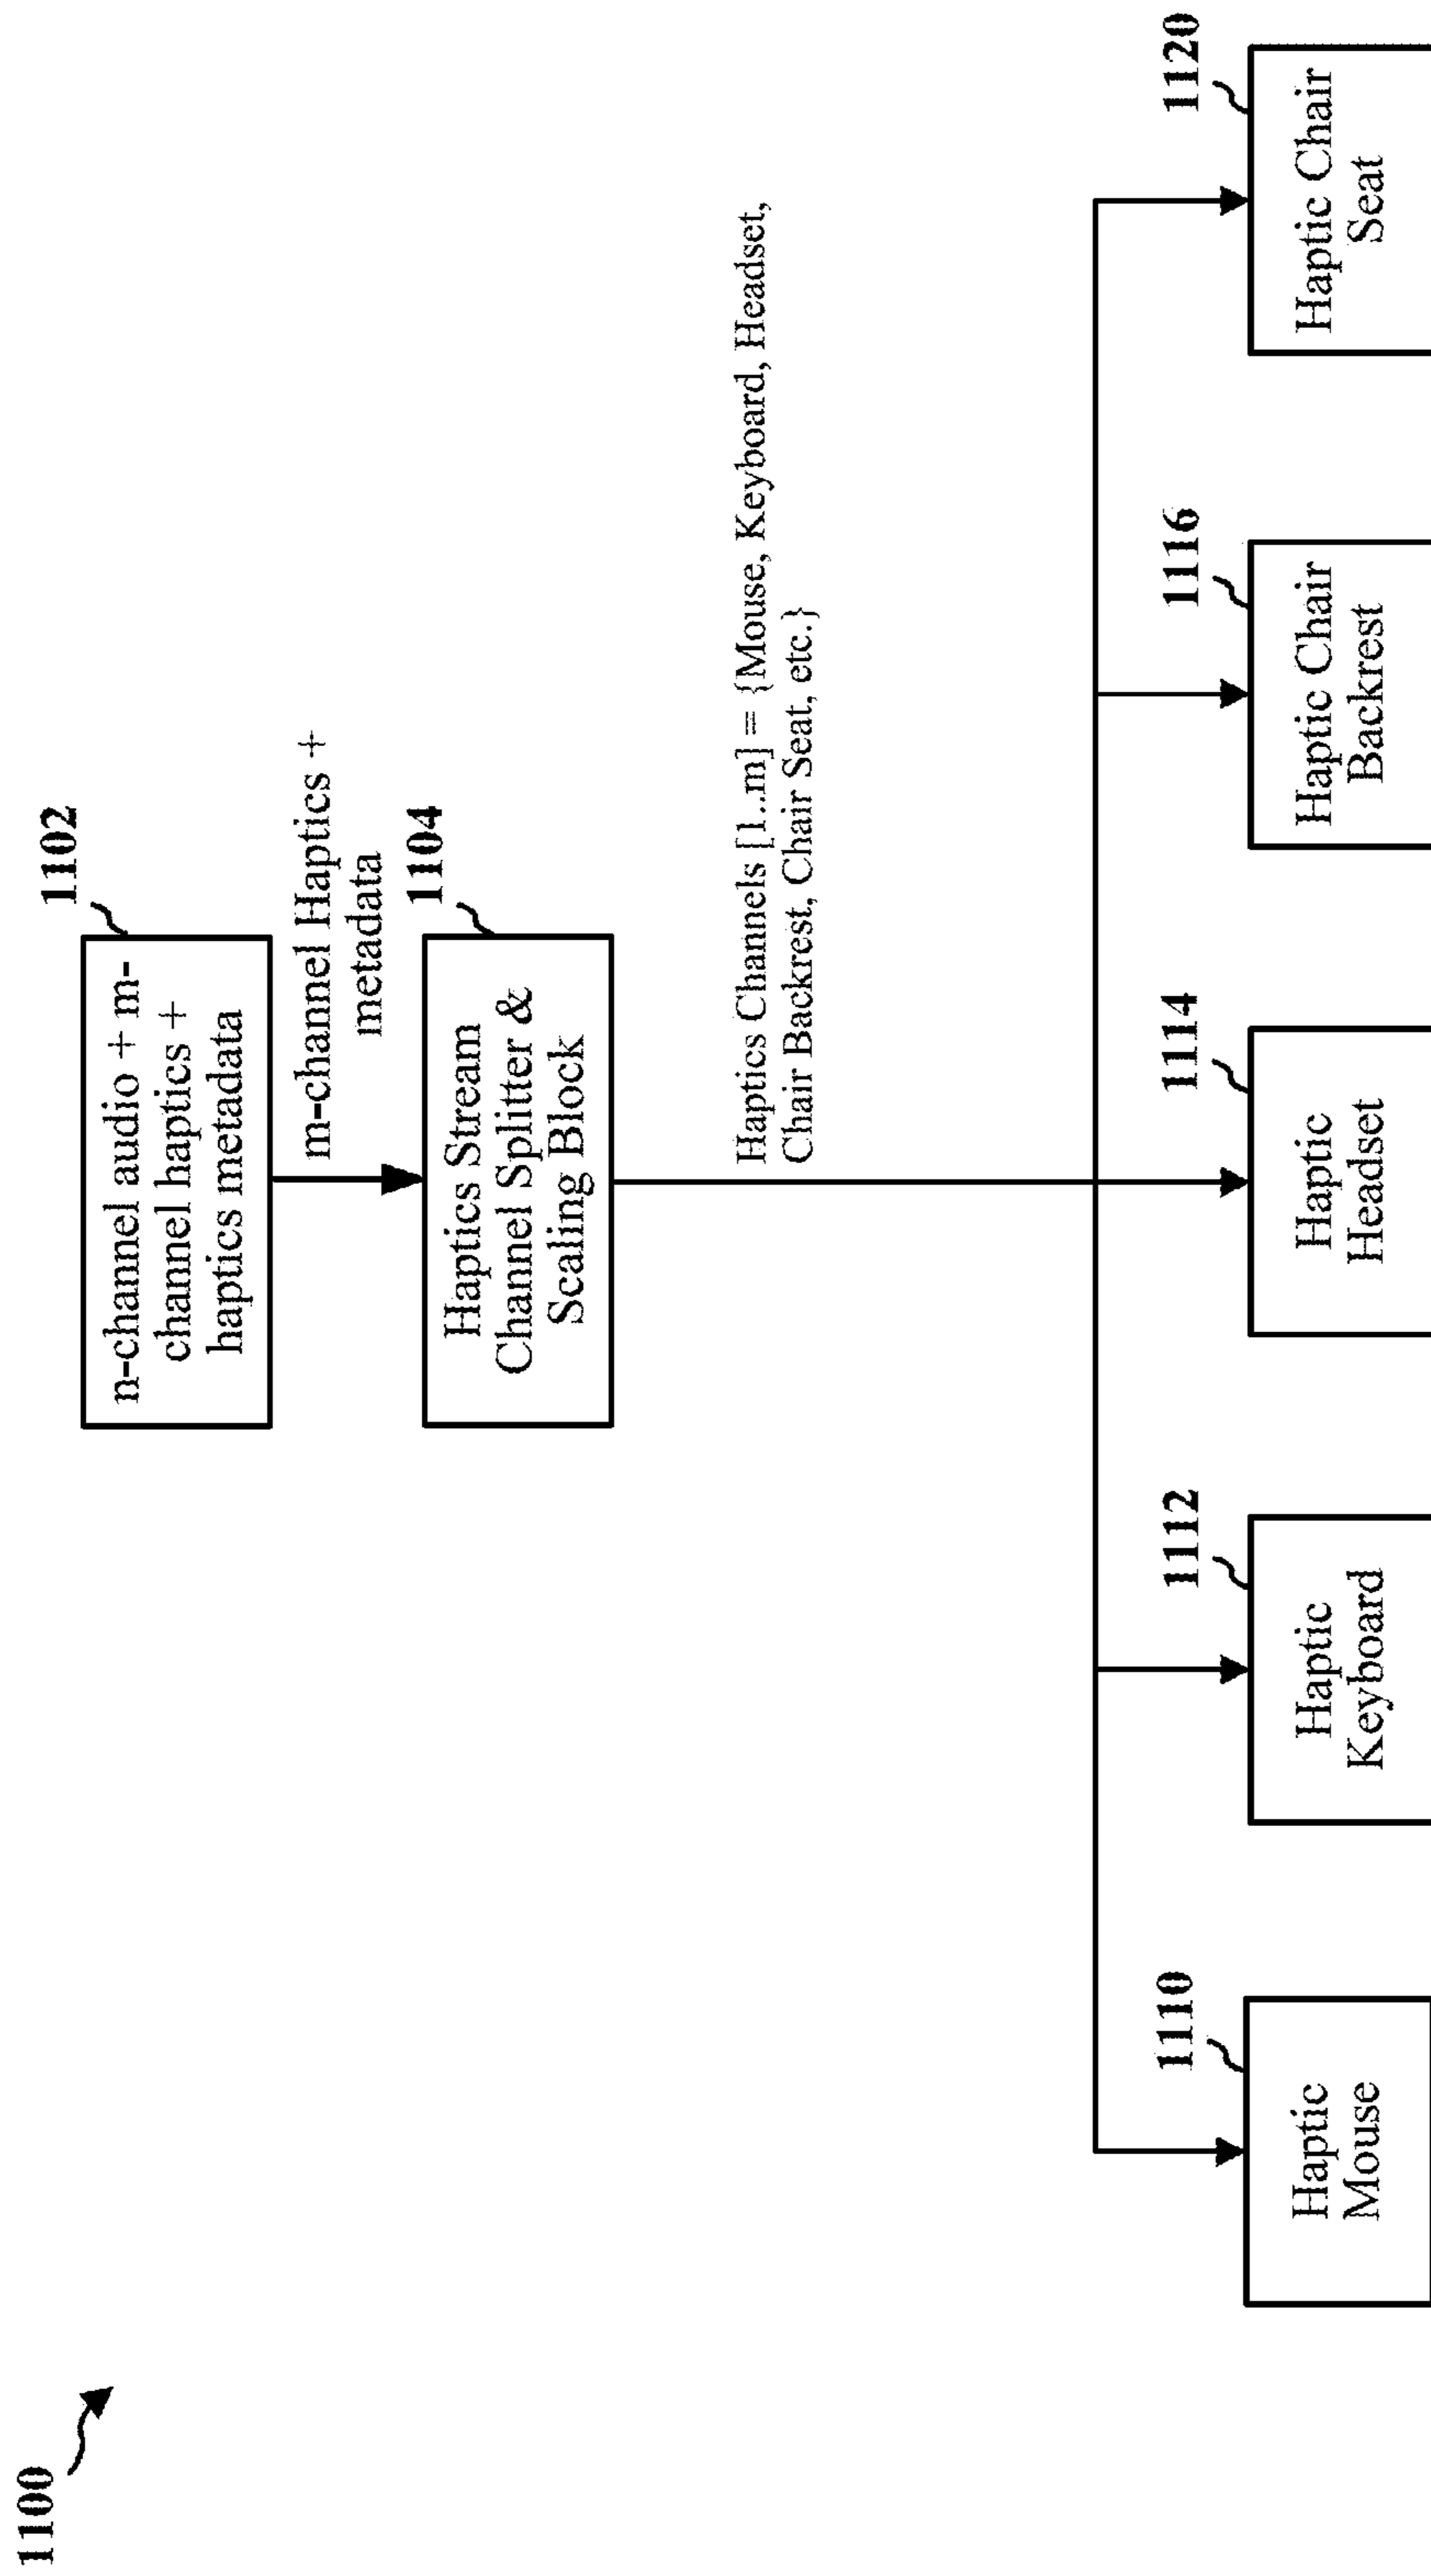 1100
1102
n-channel audio + m-
channel haptics +
haptics metadata
m-channel Haptics +
metadata
1104
Haptics Stream
Channel Splitter &
Scaling Block
Haptics Channels [1..m] = {Mouse, Keyboard, Headset,
Chair Backrest, Chair Seat, etc.}
1110
Haptic
Mouse
1112
Haptic
Keyboard
1114
Haptic
Headset
1116
Haptic Chair
Backrest
1120
Haptic Chair
Seat